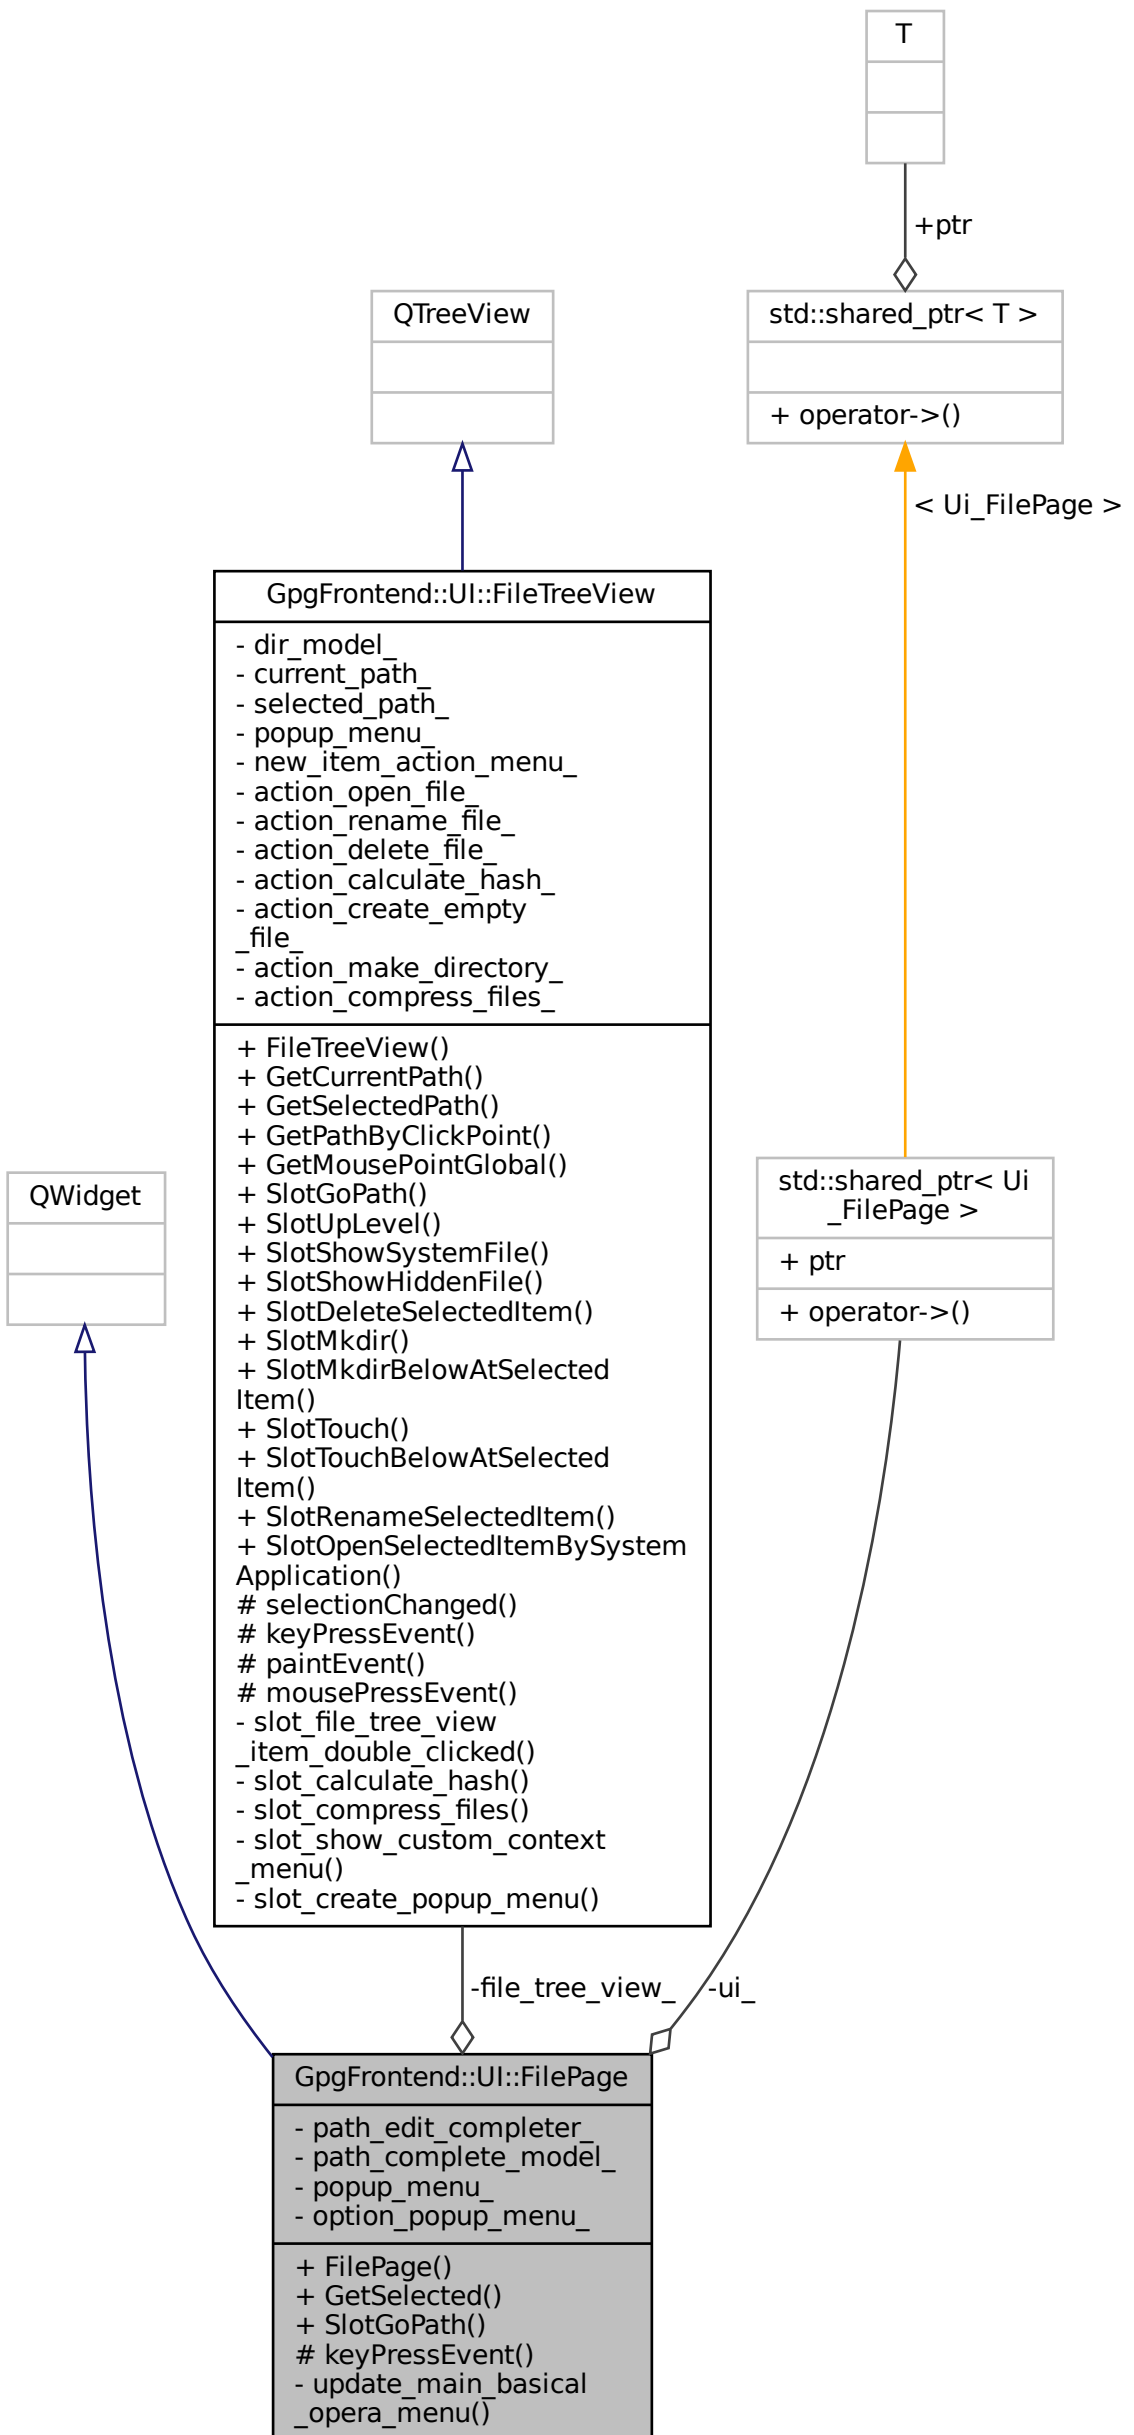 T
+ptr
QTreeView
std::shared_ptr< T >
+ operator->()
< Ui_FilePage >
GpgFrontend::UI::FileTreeView
- dir_model_
- current_path_
- selected_path_
- popup_menu_
- new_item_action_menu_
- action_open_file_
- action_rename_file_
- action_delete_file_
- action_calculate_hash_
- action_create_empty
_file_
- action_make_directory_
- action_compress_files_
+ FileTreeView()
+ GetCurrentPath()
+ GetSelectedPath()
+ GetPathByClickPoint()
+ GetMousePointGlobal()
+ SlotGoPath()
+ SlotUpLevel()
+ SlotShowSystemFile()
+ SlotShowHiddenFile()
+ SlotDeleteSelectedItem()
+ SlotMkdir()
+ SlotMkdirBelowAtSelected
Item()
+ SlotTouch()
+ SlotTouchBelowAtSelected
Item()
+ SlotRenameSelectedItem()
+ SlotOpenSelectedItemBySystem
Application()
# selectionChanged()
# keyPressEvent()
# paintEvent()
# mousePressEvent()
- slot_file_tree_view
_item_double_clicked()
- slot_calculate_hash()
- slot_compress_files()
- slot_show_custom_context
_menu()
- slot_create_popup_menu()
QWidget
std::shared_ptr< Ui
_FilePage >
+ ptr
+ operator->()
-file_tree_view_
-ui_
GpgFrontend::UI::FilePage
- path_edit_completer_
- path_complete_model_
- popup_menu_
- option_popup_menu_
+ FilePage()
+ GetSelected()
+ SlotGoPath()
# keyPressEvent()
- update_main_basical
_opera_menu()